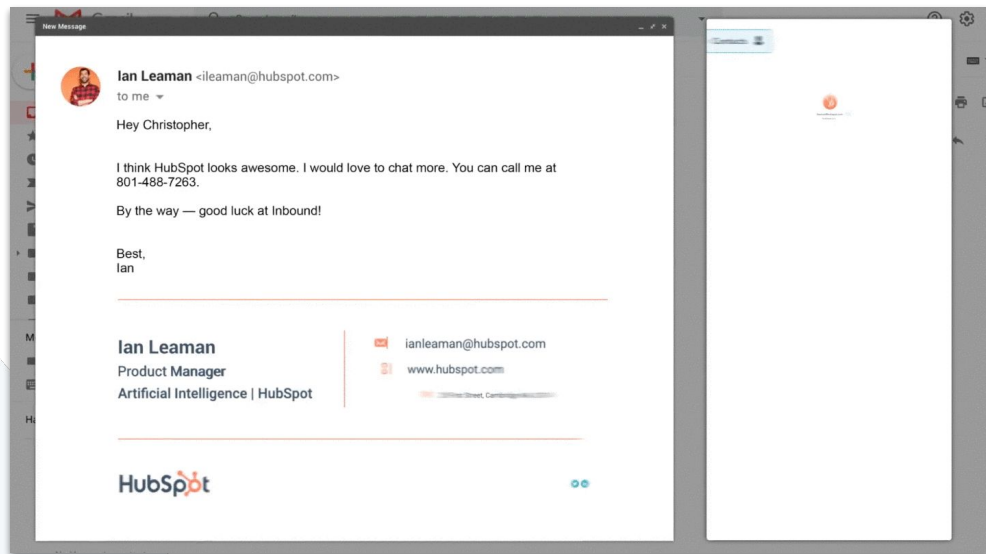 New Message
Ian Leaman <ileaman@hubspot.com>
to me
Hey Christopher,
I think HubSpot looks awesome. I would love to chat more. You can call me at
801-488-7263.
By the way — good luck at Inbound!
Best,
Ian
Ian Leaman
Product Manager
Artificial Intelligence | HubSpot
ianleaman@hubspot.com
www.hubspot.com
Street,
HubSpot
Contacts